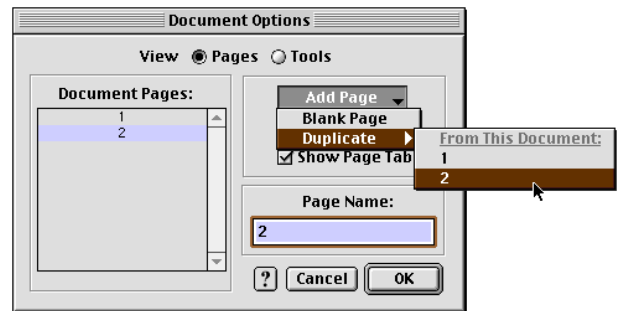 Document Options
View Pages Tools
Document Pages:
1
2
Add Page
Blank Page
Duplicate
From This Document:
1
2
Show Page Tab
Page Name:
2
? Cancel OK